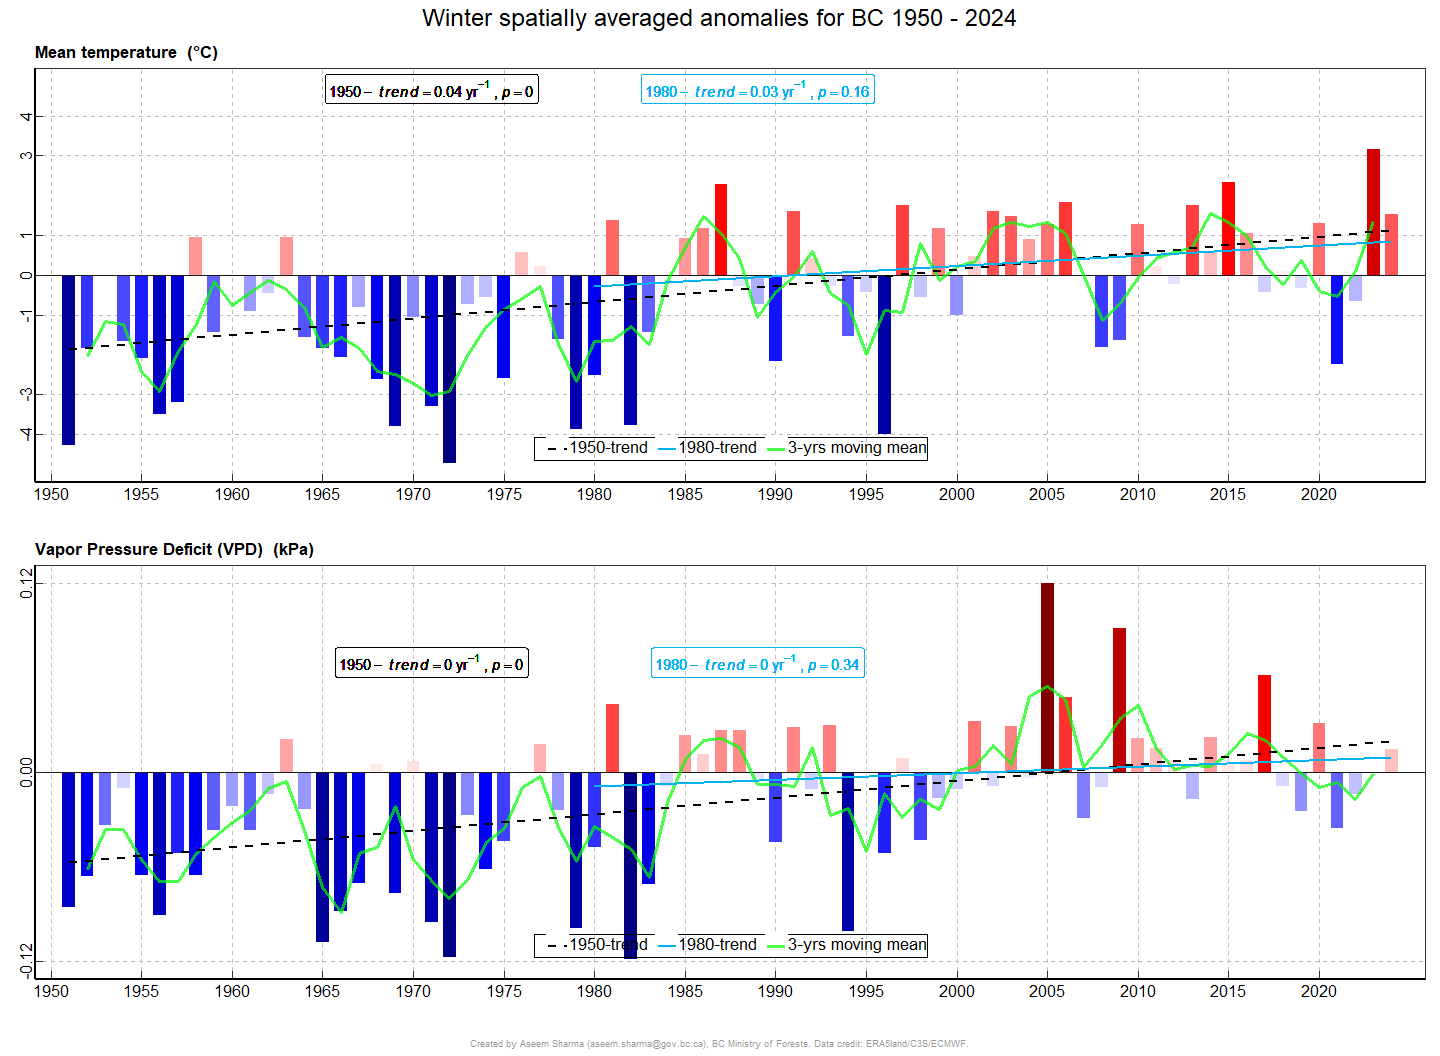 Winter spatially averaged anomalies for BC 1950 - 2024
Mean temperature (°C)
1950− trend = 0.04 yr−1 , p = 0
1980− trend = 0.03 yr−1 , p = 0.16
4
3
1
0
-1
-3
-4
1950-trend 1980-trend 3-yrs moving mean
1950 1955 1960 1965 1970 1975 1980 1985 1990 1995 2000 2005 2010 2015 2020
Vapor Pressure Deficit (VPD) (kPa)
0.12
1950− trend = 0 yr−1 , p = 0
1980− trend = 0 yr−1 , p = 0.34
0.00
-0.12
1950-trend 1980-trend 3-yrs moving mean
1950 1955 1960 1965 1970 1975 1980 1985 1990 1995 2000 2005 2010 2015 2020
Created by Aseem Sharma (aseem.sharma@gov.bc.ca), BC Ministry of Forests. Data credit: ERA5land/C3S/ECMWF.